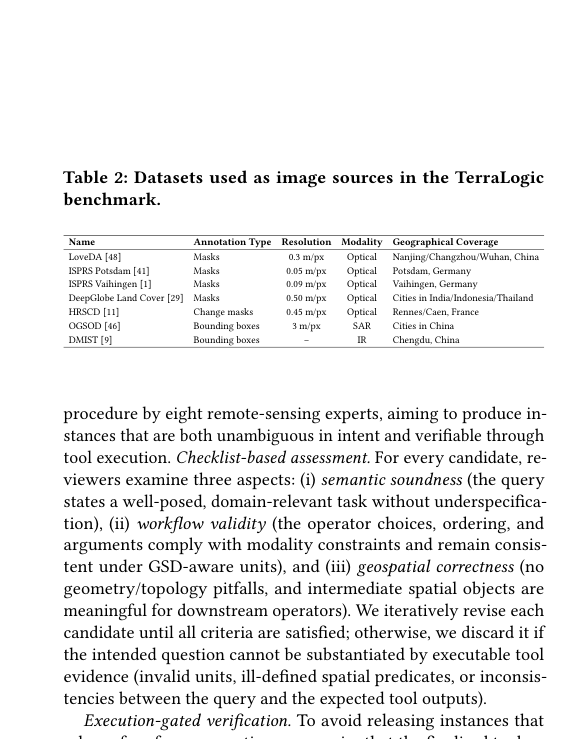 Table 2: Datasets used as image sources in the TerraLogic
benchmark.
Name Annotation Type Resolution Modality Geographical Coverage
LoveDA [48] Masks 0.3 m/px Optical Nanjing/Changzhou/Wuhan, China
ISPRS Potsdam [41] Masks 0.05 m/px Optical Potsdam, Germany
ISPRS Vaihingen [1] Masks 0.09 m/px Optical Vaihingen, Germany
DeepGlobe Land Cover [29] Masks 0.50 m/px Optical Cities in India/Indonesia/Thailand
HRSCD [11] Change masks 0.45 m/px Optical Rennes/Caen, France
OGSOD [46] Bounding boxes 3 m/px SAR Cities in China
DMIST [9] Bounding boxes – IR Chengdu, China
procedure by eight remote-sensing experts, aiming to produce in-
stances that are both unambiguous in intent and verifiable through
tool execution. Checklist-based assessment. For every candidate, re-
viewers examine three aspects: (i) semantic soundness (the query
states a well-posed, domain-relevant task without underspecifica-
tion), (ii) workflow validity (the operator choices, ordering, and
arguments comply with modality constraints and remain consis-
tent under GSD-aware units), and (iii) geospatial correctness (no
geometry/topology pitfalls, and intermediate spatial objects are
meaningful for downstream operators). We iteratively revise each
candidate until all criteria are satisfied; otherwise, we discard it if
the intended question cannot be substantiated by executable tool
evidence (invalid units, ill-defined spatial predicates, or inconsis-
tencies between the query and the expected tool outputs).
Execution-gated verification. To avoid releasing instances that